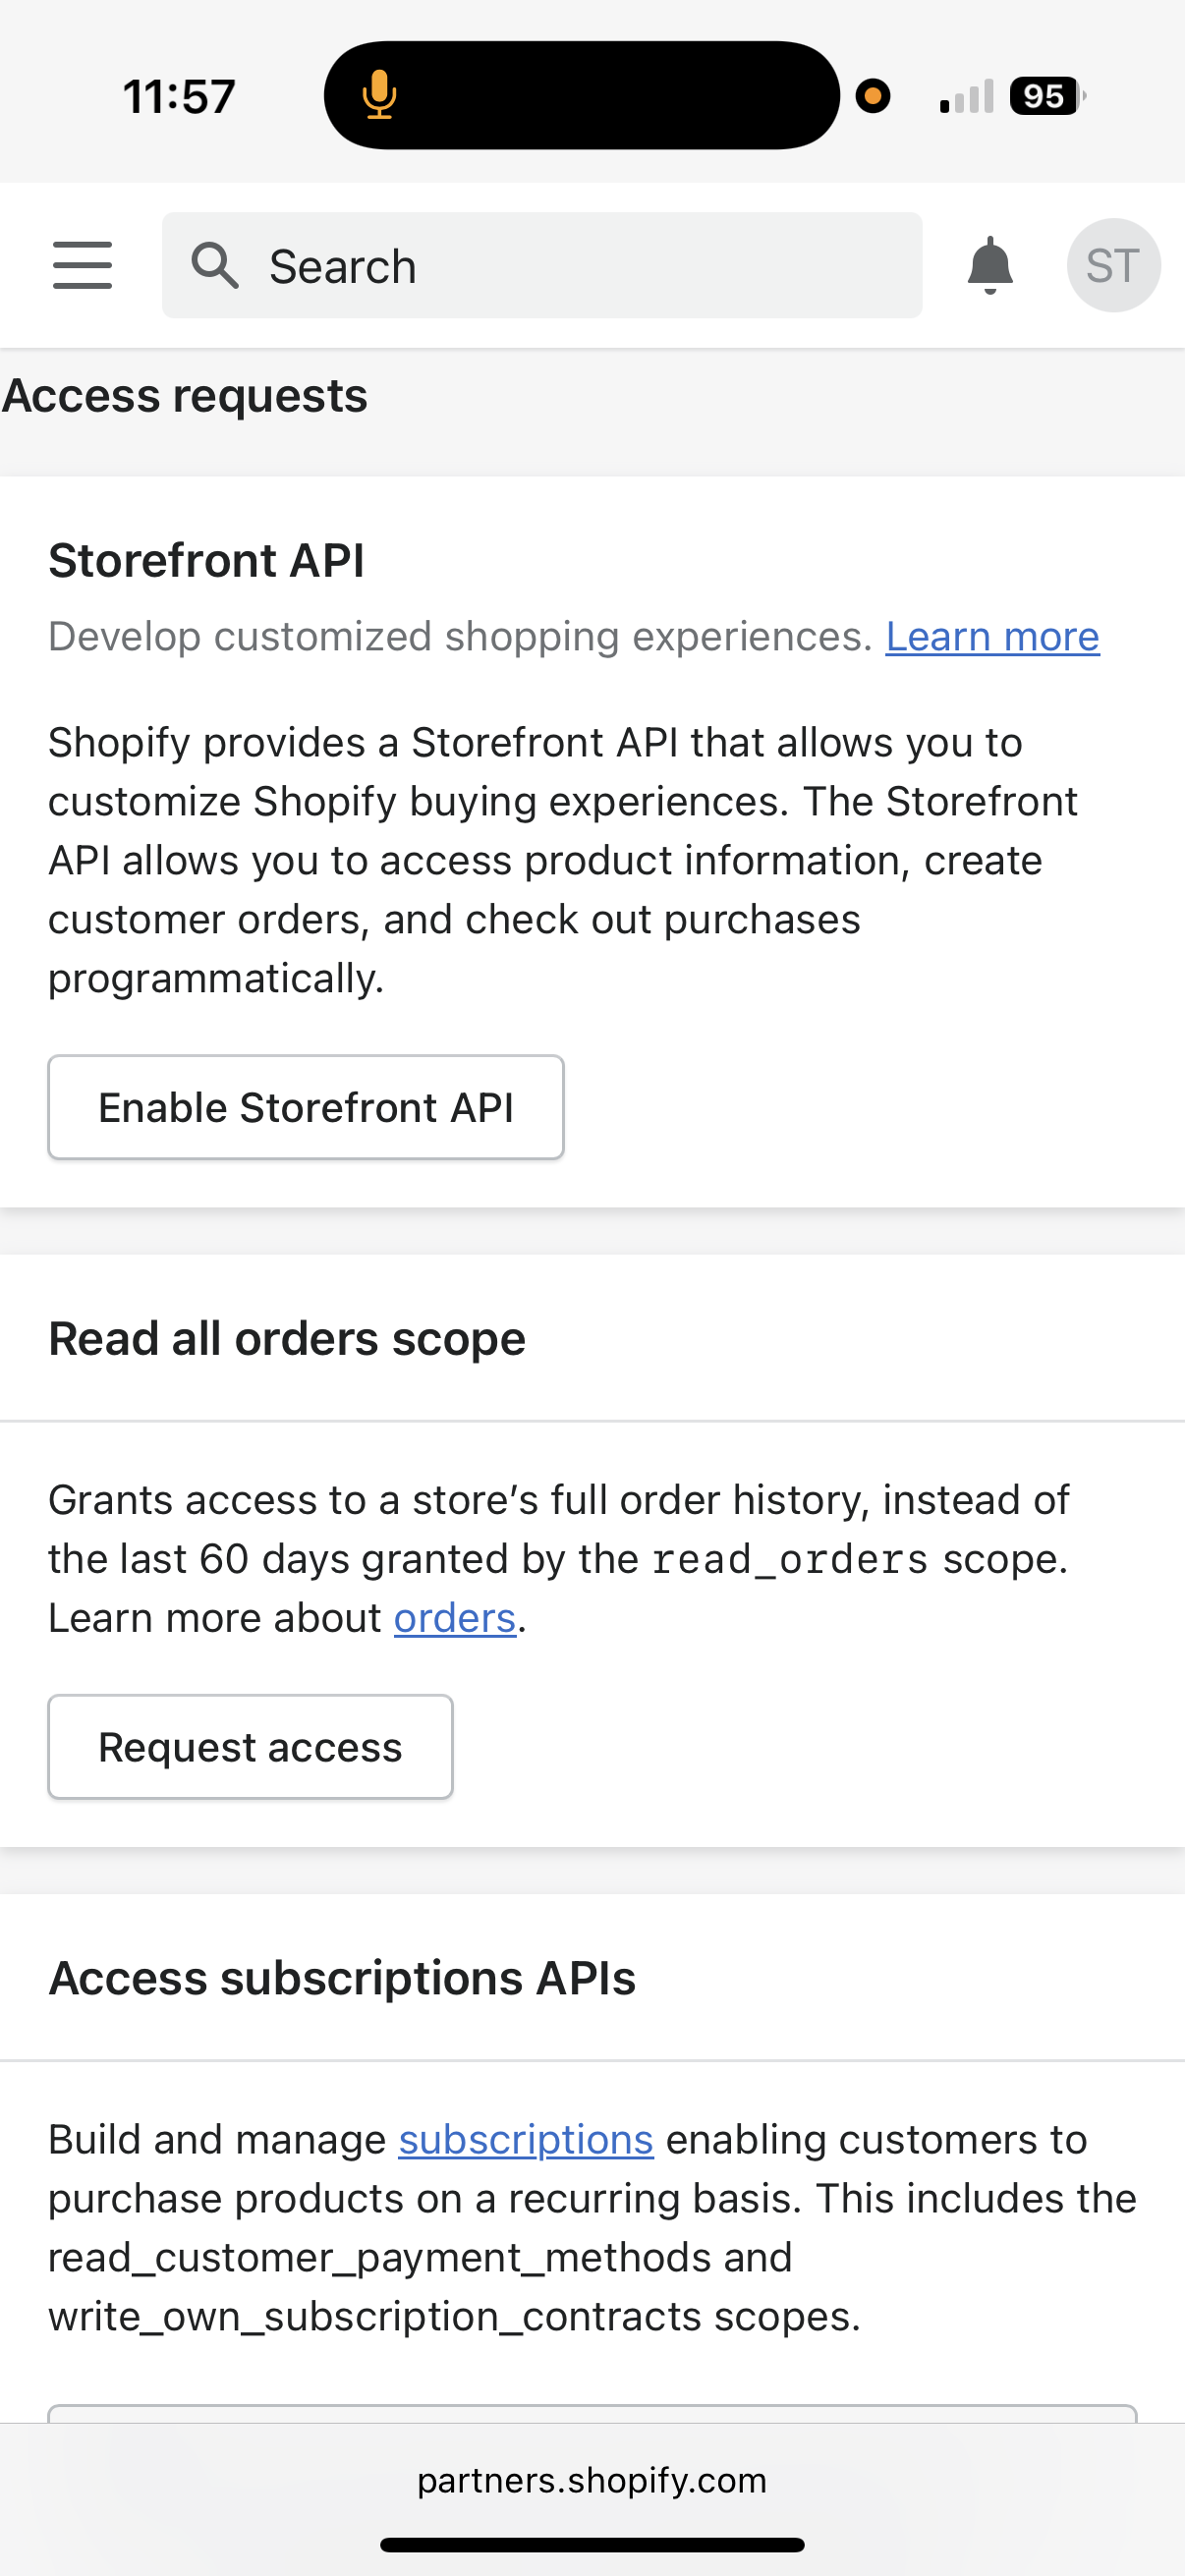 11:57
95
Search
ST
Access requests
Storefront API
Develop customized shopping experiences. Learn more
Shopify provides a Storefront API that allows you to
customize Shopify buying experiences. The Storefront
API allows you to access product information, create
customer orders, and check out purchases
programmatically.
Enable Storefront API
Read all orders scope
Grants access to a store’s full order history, instead of
the last 60 days granted by the read_orders scope.
Learn more about orders.
Request access
Access subscriptions APIs
Build and manage subscriptions enabling customers to
purchase products on a recurring basis. This includes the
read_customer_payment_methods and
write_own_subscription_contracts scopes.
partners.shopify.com